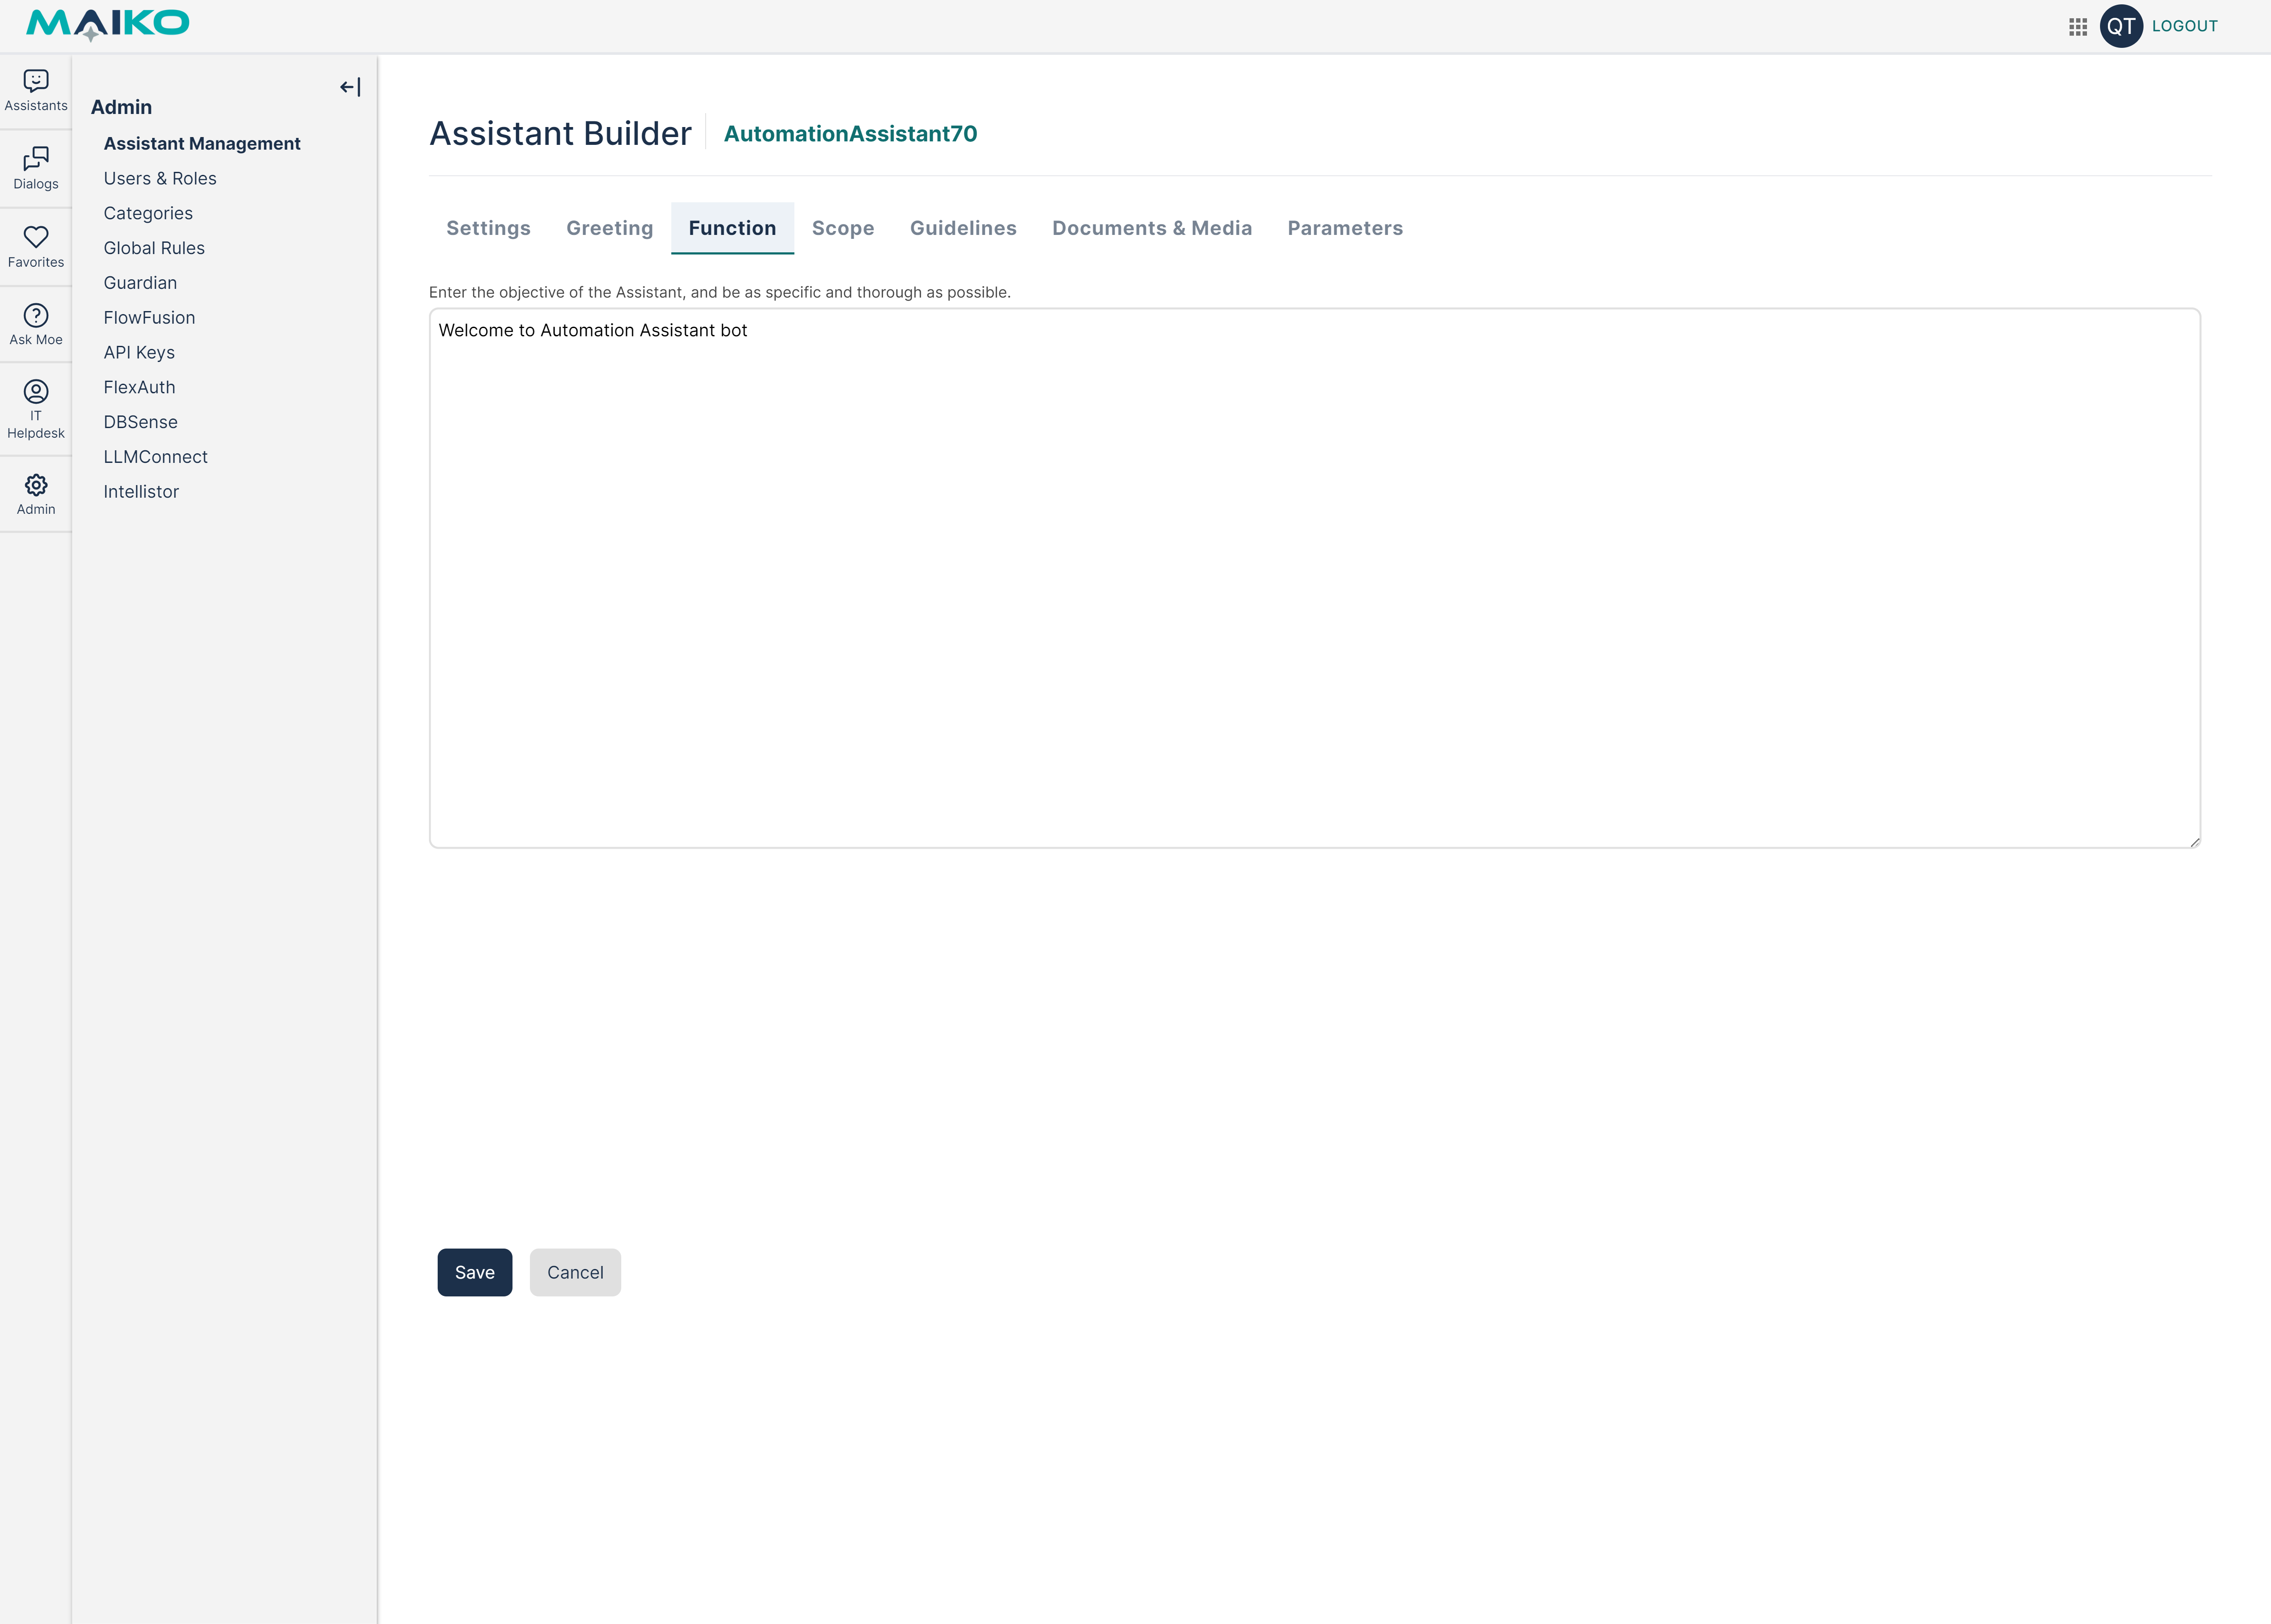 MAIKO
QT LOGOUT
Assistants
Dialogs
Favorites
Ask Moe
IT
Helpdesk
Admin
Admin
Assistant Management
Users & Roles
Categories
Global Rules
Guardian
FlowFusion
API Keys
FlexAuth
DBSense
LLMConnect
Intellistor
Assistant Builder AutomationAssistant70
Settings Greeting Function Scope Guidelines Documents & Media Parameters
Enter the objective of the Assistant, and be as specific and thorough as possible.
Welcome to Automation Assistant bot
Save Cancel